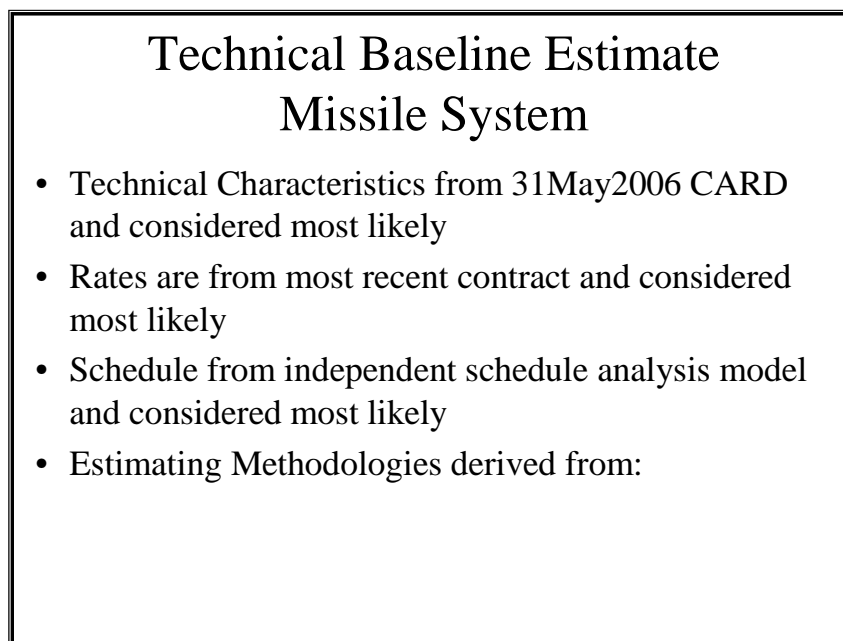 Technical Baseline Estimate
Missile System
• Technical Characteristics from 31May2006 CARD
and considered most likely
• Rates are from most recent contract and considered
most likely
• Schedule from independent schedule analysis model
and considered most likely
• Estimating Methodologies derived from: